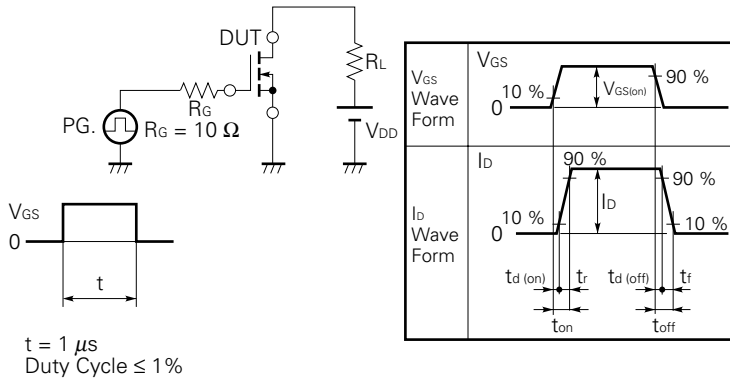 DUT
RL
RG
PG.
RG = 10 Ω
VDD
VGS
0
t
t = 1 μs
Duty Cycle ≤ 1%
VGS
Wave
Form
VGS
10 %
VGS(on)
90 %
0
ID
Wave
Form
ID
90 %
90 %
ID
10 %
10 %
0
td (on)
tr
td (off)
tf
ton
toff